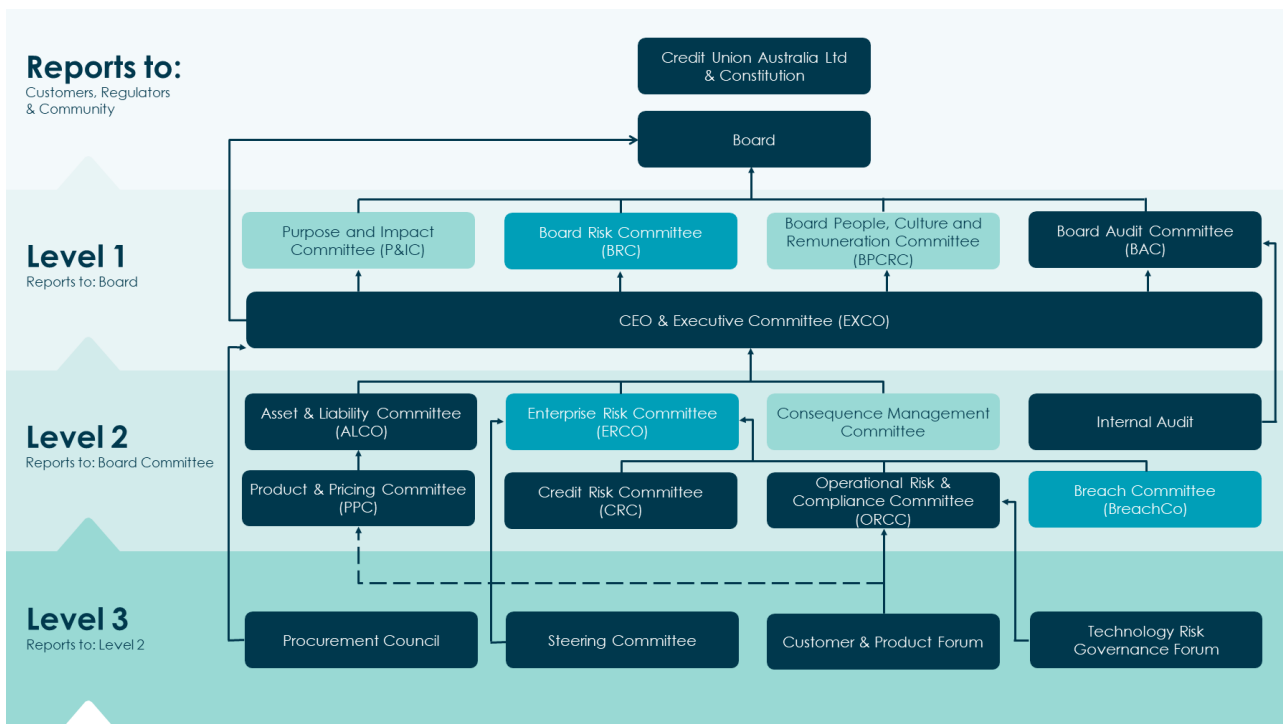 Reports to:
Customers, Regulators
& Community
Credit Union Australia Ltd
& Constitution
Board
Level 1
Reports to: Board
Purpose and Impact
Committee (P&IC)
Board Risk Committee
(BRC)
Board People, Culture and
Remuneration Committee
(BPCRC)
Board Audit Committee
(BAC)
CEO & Executive Committee (EXCO)
Level 2
Reports to: Board Committee
Asset & Liability Committee
(ALCO)
Enterprise Risk Committee
(ERCO)
Consequence Management
Committee
Internal Audit
Product & Pricing Committee
(PPC)
Credit Risk Committee
(CRC)
Operational Risk &
Compliance Committee
(ORCC)
Breach Committee
(BreachCo)
Level 3
Reports to: Level 2
Procurement Council
Steering Committee
Customer & Product Forum
Technology Risk
Governance Forum